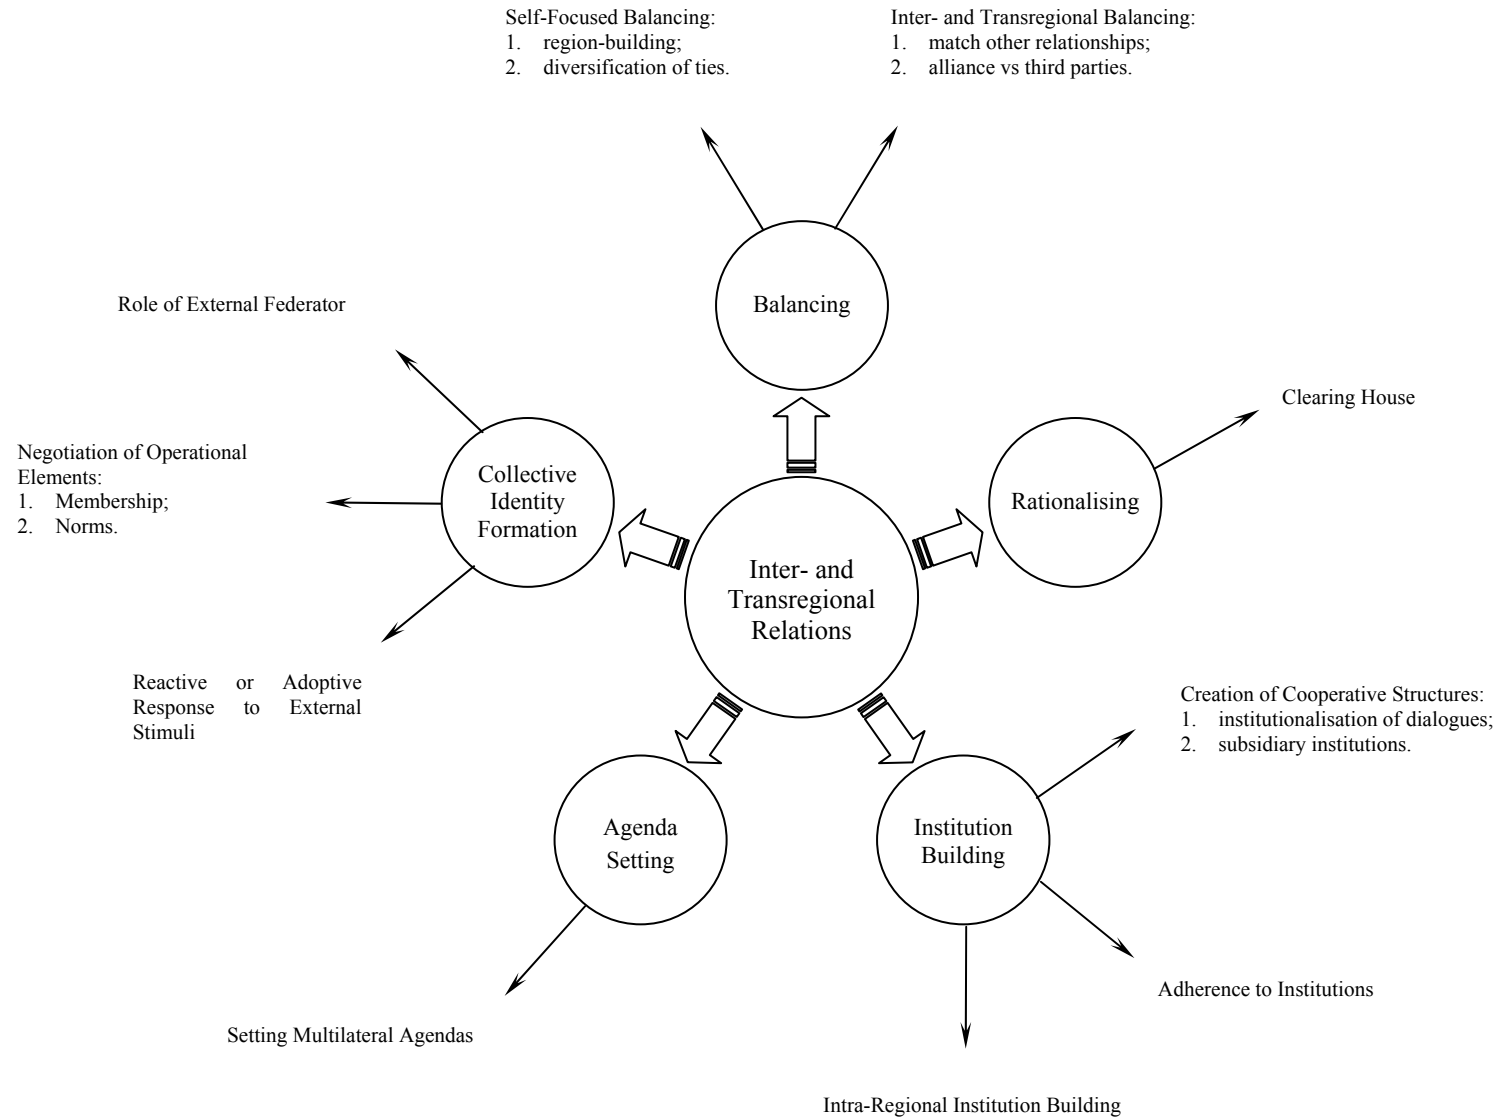 Self-Focused Balancing:
1. region-building;
2. diversification of ties.
Inter- and Transregional Balancing:
1. match other relationships;
2. alliance vs third parties.
Balancing
Role of External Federator
Clearing House
Negotiation of Operational
Elements:
1. Membership;
2. Norms.
Collective
Identity
Formation
Rationalising
Inter- and
Transregional
Relations
Reactive or Adoptive
Response to External
Stimuli
Creation of Cooperative Structures:
1. institutionalisation of dialogues;
2. subsidiary institutions.
Agenda
Setting
Institution
Building
Adherence to Institutions
Setting Multilateral Agendas
Intra-Regional Institution Building